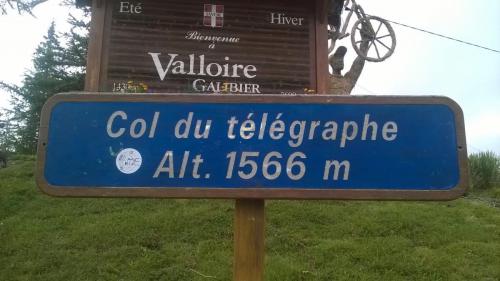 Eté Hiver
Bienvenue
à
Valloire
GALIBIER
Col du télégraphe
Alt. 1566 m